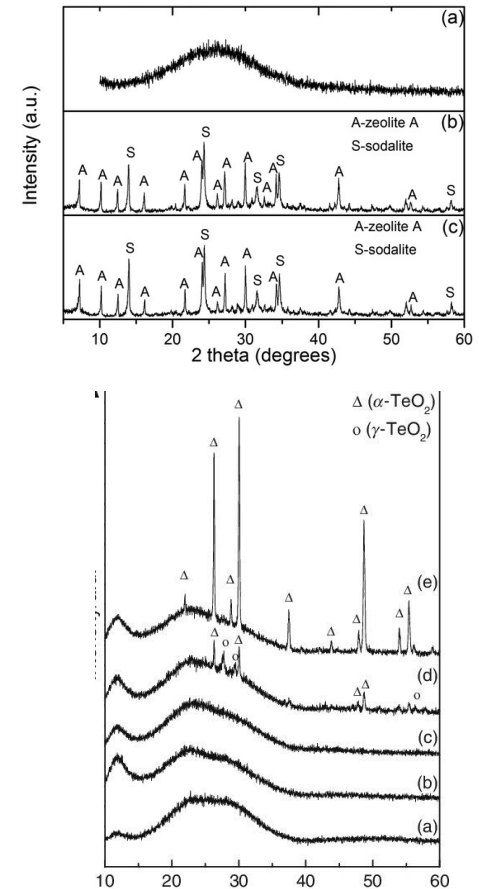 (a)
Intensity (a.u.)
A-zeolite A (b)
S-sodalite
A A A S A A A S A A A S A A S A A S
A-zeolite A (c)
S-sodalite
A A A S A A A S A A A S A S A A S
10 20 30 40 50 60
2 theta (degrees)
Δ (α-TeO2)
o (γ-TeO2)
Δ Δ Δ Δ Δ Δ Δ Δ Δ Δ
(e)
Δ o o Δ Δ Δ o
(d)
(c)
(b)
(a)
10 20 30 40 50 60